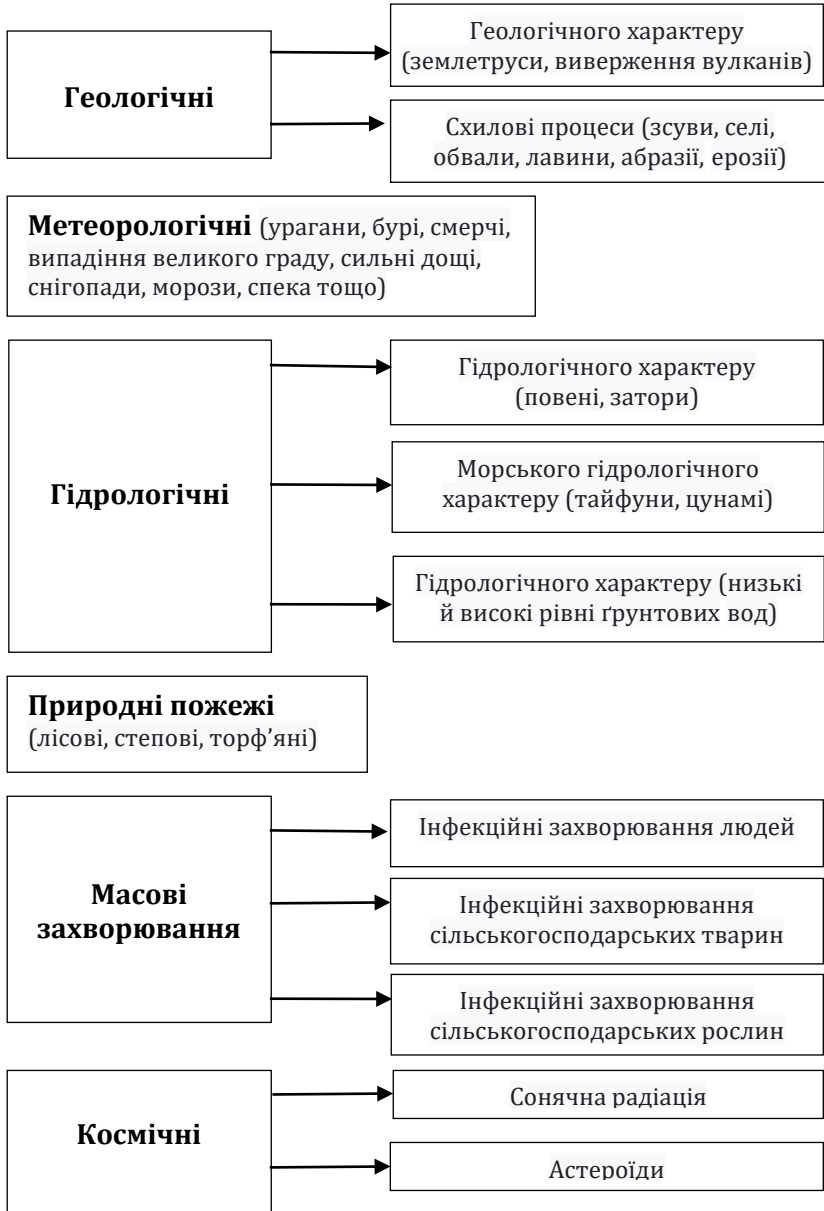 Геологічні
Геологічного характеру
(землетруси, виверження вулканів)
Схилові процеси (зсуви, селі,
обвали, лавини, абразії, ерозії)
Метеорологічні (урагани, бурі, смерчі,
випадіння великого граду, сильні дощі,
снігопади, морози, спека тощо)
Гідрологічні
Гідрологічного характеру
(повені, затори)
Морського гідрологічного
характеру (тайфуни, цунамі)
Гідрологічного характеру (низькі
й високі рівні ґрунтових вод)
Природні пожежі
(лісові, степові, торф’яні)
Масові
захворювання
Інфекційні захворювання людей
Інфекційні захворювання
сільськогосподарських тварин
Інфекційні захворювання
сільськогосподарських рослин
Космічні
Сонячна радіація
Астероїди